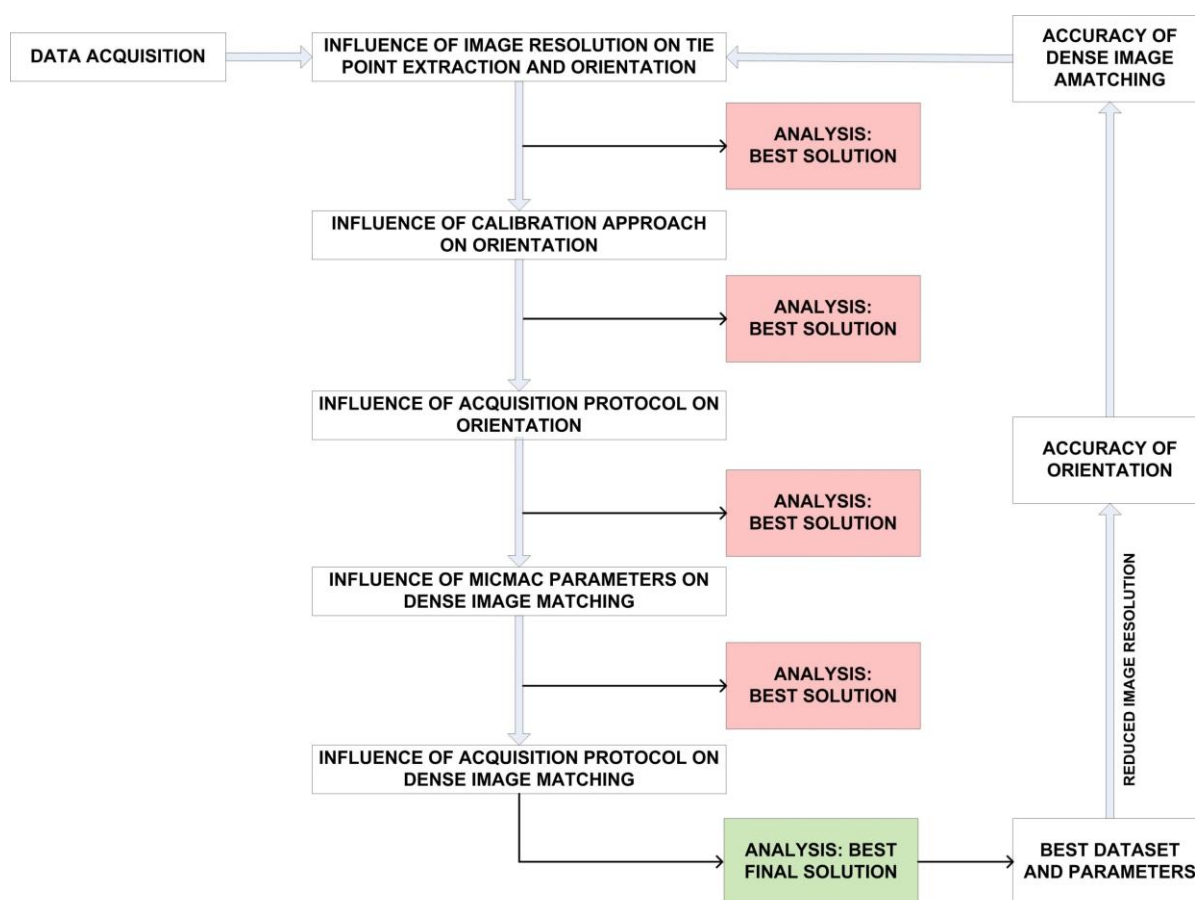 DATA ACQUISITION
INFLUENCE OF IMAGE RESOLUTION ON TIE
POINT EXTRACTION AND ORIENTATION
ACCURACY OF
DENSE IMAGE
AMATCHING
ANALYSIS:
BEST SOLUTION
INFLUENCE OF CALIBRATION APPROACH
ON ORIENTATION
ANALYSIS:
BEST SOLUTION
INFLUENCE OF ACQUISITION PROTOCOL ON
ORIENTATION
ACCURACY OF
ORIENTATION
ANALYSIS:
BEST SOLUTION
INFLUENCE OF MICMAC PARAMETERS ON
DENSE IMAGE MATCHING
REDUCED IMAGE RESOLUTION
ANALYSIS:
BEST SOLUTION
INFLUENCE OF ACQUISITION PROTOCOL ON
DENSE IMAGE MATCHING
ANALYSIS: BEST
FINAL SOLUTION
BEST DATASET
AND PARAMETERS